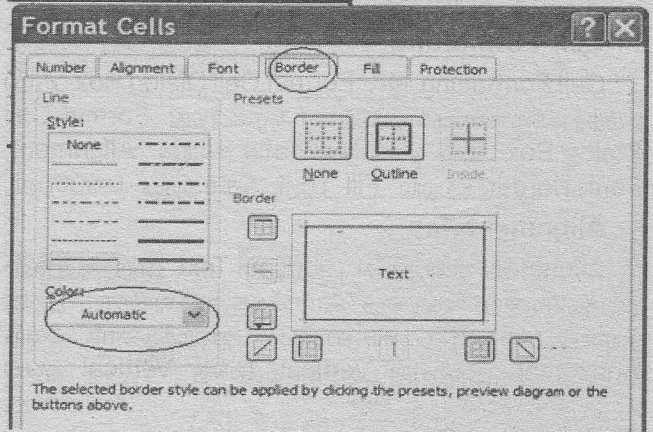 Format Cells
Number Alignment Font Border Fill Protection
Line
Presets
Style:
None
None Outline Inside
Border
Text
Color:
Automatic
The selected border style can be applied by clicking the presets, preview diagram or the
buttons above.